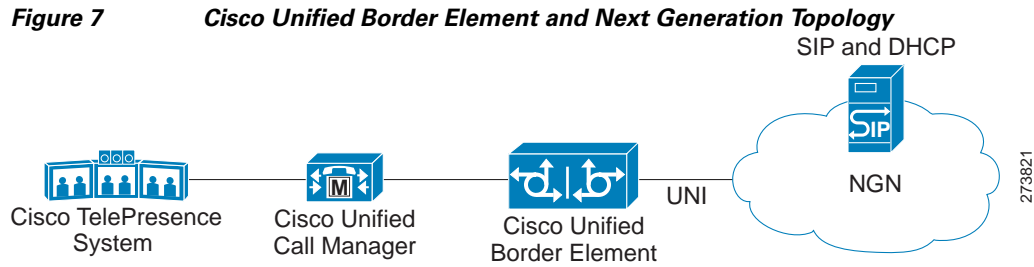 Figure 7 Cisco Unified Border Element and Next Generation Topology
SIP and DHCP
SIP
M
UNI
NGN
Cisco TelePresence
System
Cisco Unified
Call Manager
Cisco Unified
Border Element
273821